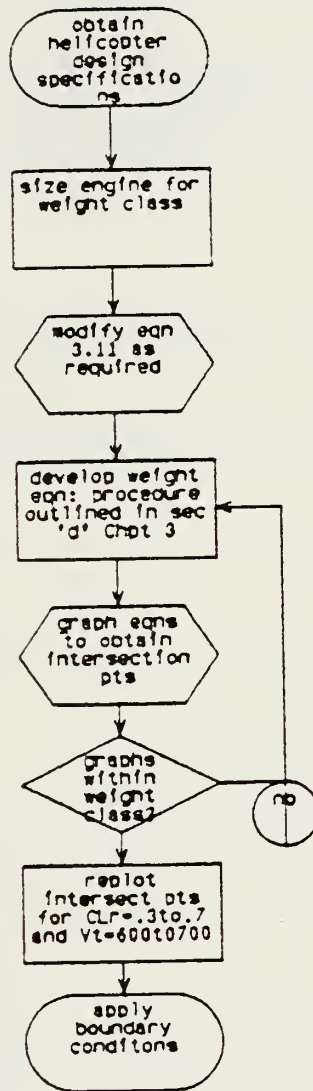 obtain
helicopter
design
specificatio
ns
size engine for
weight class
modify eqn
3.11 as
required
develop weight
eqn: procedure
outlined in sec
'd' Chpt 3
graph eqns
to obtain
intersection
pts
graphs
within
weight
class?
no
replot
intersect pts
for CLr=.3to.7
and Vt=600to700
apply
boundary
conditons